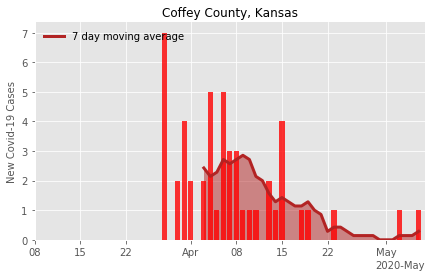 Coffey County, Kansas
7 day moving average
New Covid-19 Cases
7
6
5
4
3
2
1
0
08 15 22 Apr 08 15 22 May
2020-May